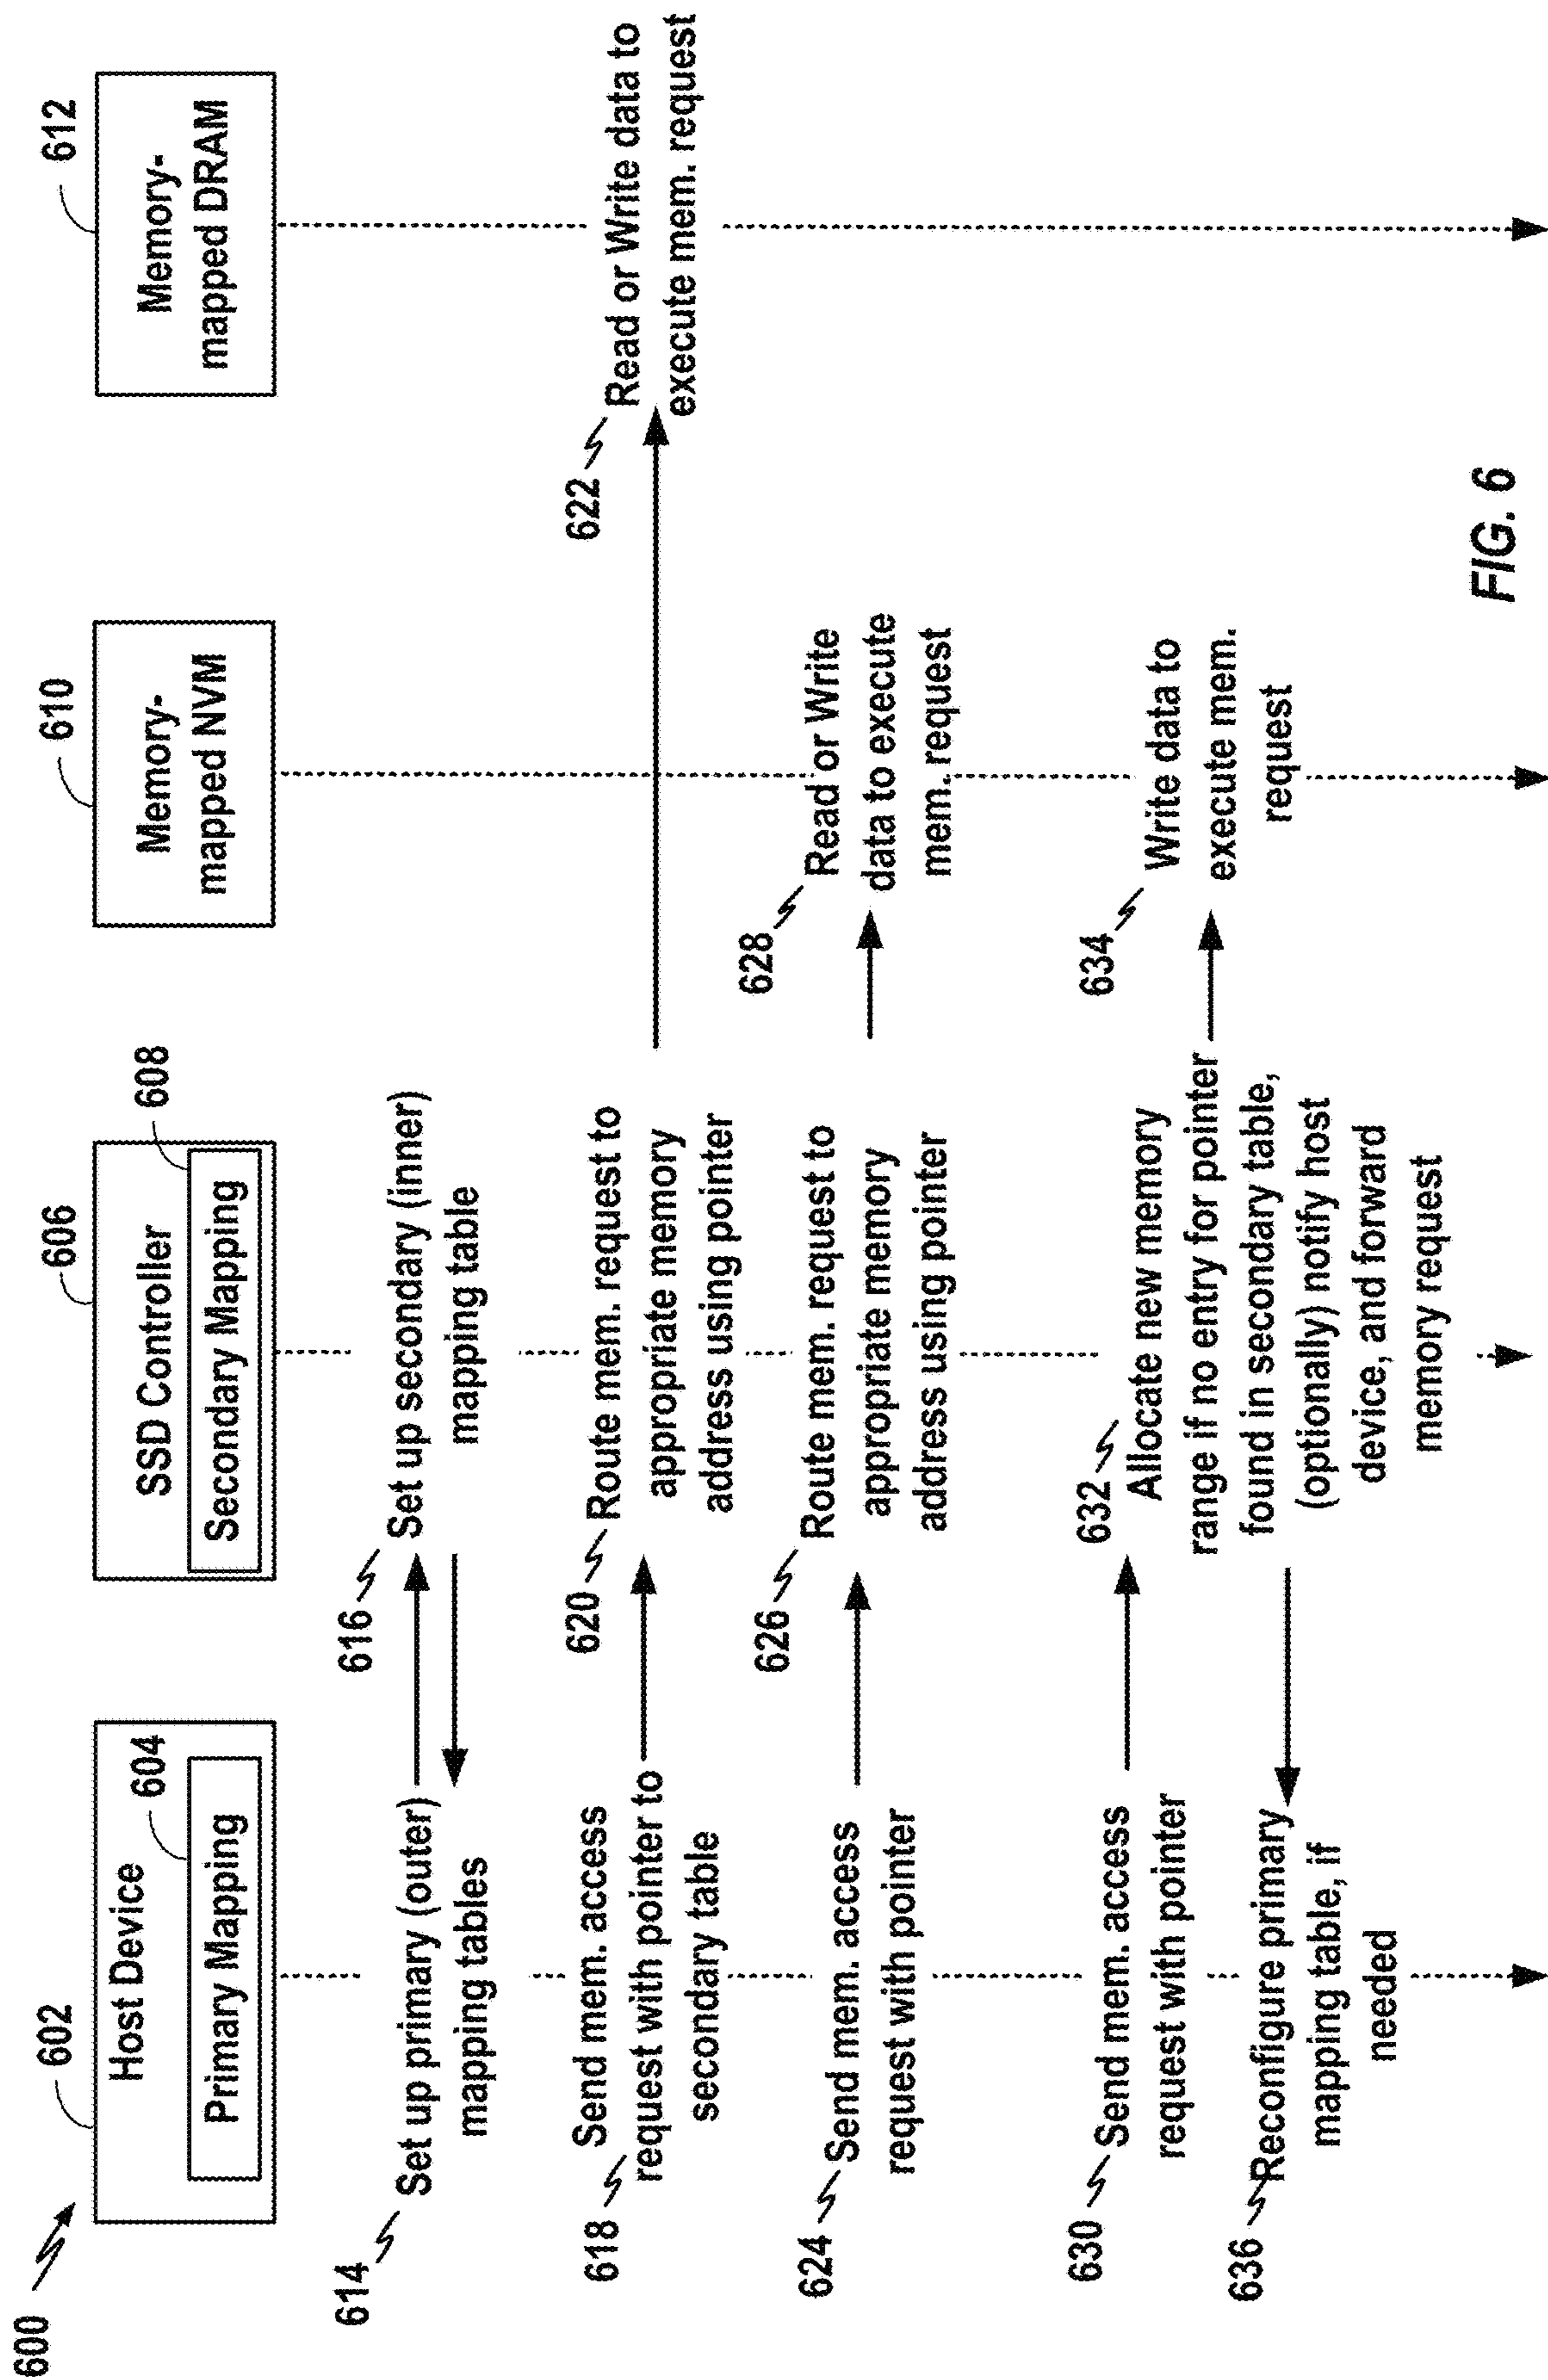 600
602
Host Device
604
Primary Mapping
606
SSD Controller
608
Secondary Mapping
610
Memory-
mapped NVM
612
Memory-
mapped DRAM
614
Set up primary (outer)
mapping tables
616
Set up secondary (inner)
mapping table
618
Send mem. access
request with pointer to
secondary table
620
Route mem. request to
appropriate memory
address using pointer
622
Read or Write data to
execute mem. request
624
Send mem. access
request with pointer
626
Route mem. request to
appropriate memory
address using pointer
628
Read or Write
data to execute
mem. request
630
Send mem. access
request with pointer
632
Allocate new memory
range if no entry for pointer
found in secondary table,
(optionally) notify host
device, and forward
memory request
634
Write data to
execute mem.
request
636
Reconfigure primary
mapping table, if
needed
FIG. 6